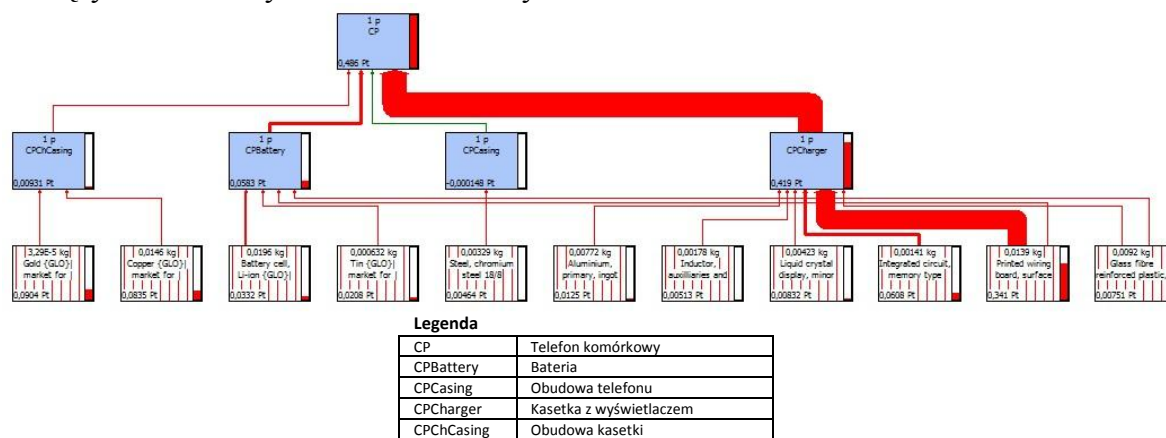 1 p
CP
0,486 Pt
1 p
CPChCasing
0,00931 Pt
1 p
CPBattery
0,0583 Pt
1 p
CPCasing
-0,000148 Pt
1 p
CPCharger
0,419 Pt
3,295E-5 kg
Gold {GLO}|
market for |
0,0904 Pt
0,0146 kg
Copper {GLO}|
market for |
0,0835 Pt
0,0196 kg
Battery cell,
Li-ion {GLO}|
0,0332 Pt
0,000632 kg
Tin {GLO}|
market for |
0,0208 Pt
0,00329 kg
Steel, chromium
steel 18/8
0,00464 Pt
0,00772 kg
Aluminium,
primary, ingot
0,0125 Pt
0,00178 kg
Inductor,
auxilliaries and
0,00513 Pt
0,00423 kg
Liquid crystal
display, minor
0,00832 Pt
0,00141 kg
Integrated circuit,
memory type
0,0608 Pt
0,0139 kg
Printed wiring
board, surface
0,341 Pt
0,0092 kg
Glass fibre
reinforced plastic,
0,00751 Pt
Legenda
CP Telefon komórkowy
CPBattery Bateria
CPCasing Obudowa telefonu
CPCharger Kasetka z wyświetlaczem
CPChCasing Obudowa kasetki